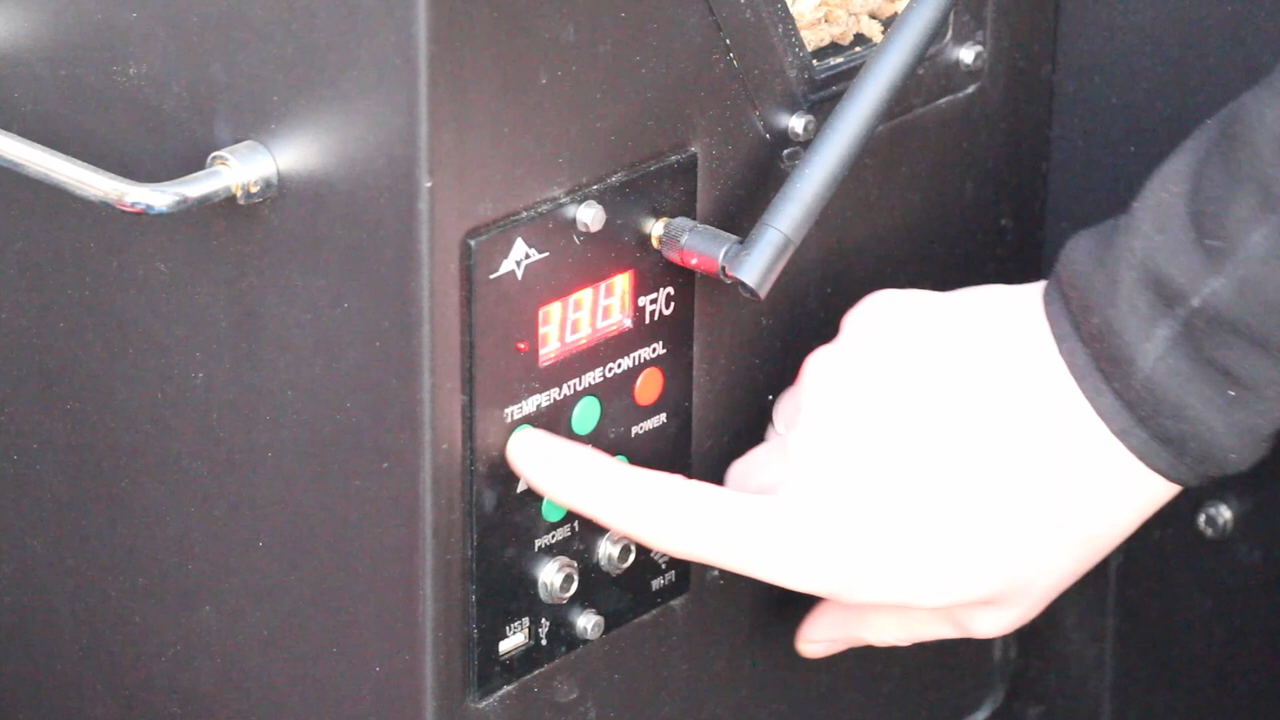 °F/C
TEMPERATURE CONTROL
POWER
PROBE 1
WI-FI
USB